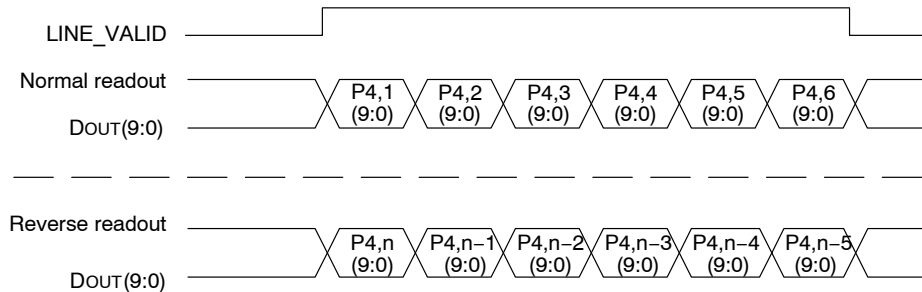 LINE_VALID
Normal readout
P4,1 P4,2 P4,3 P4,4 P4,5 P4,6
(9:0) (9:0) (9:0) (9:0) (9:0) (9:0)
DOUT(9:0)
Reverse readout
P4,n P4,n−1 P4,n−2 P4,n−3 P4,n−4 P4,n−5
(9:0) (9:0) (9:0) (9:0) (9:0) (9:0)
DOUT(9:0)